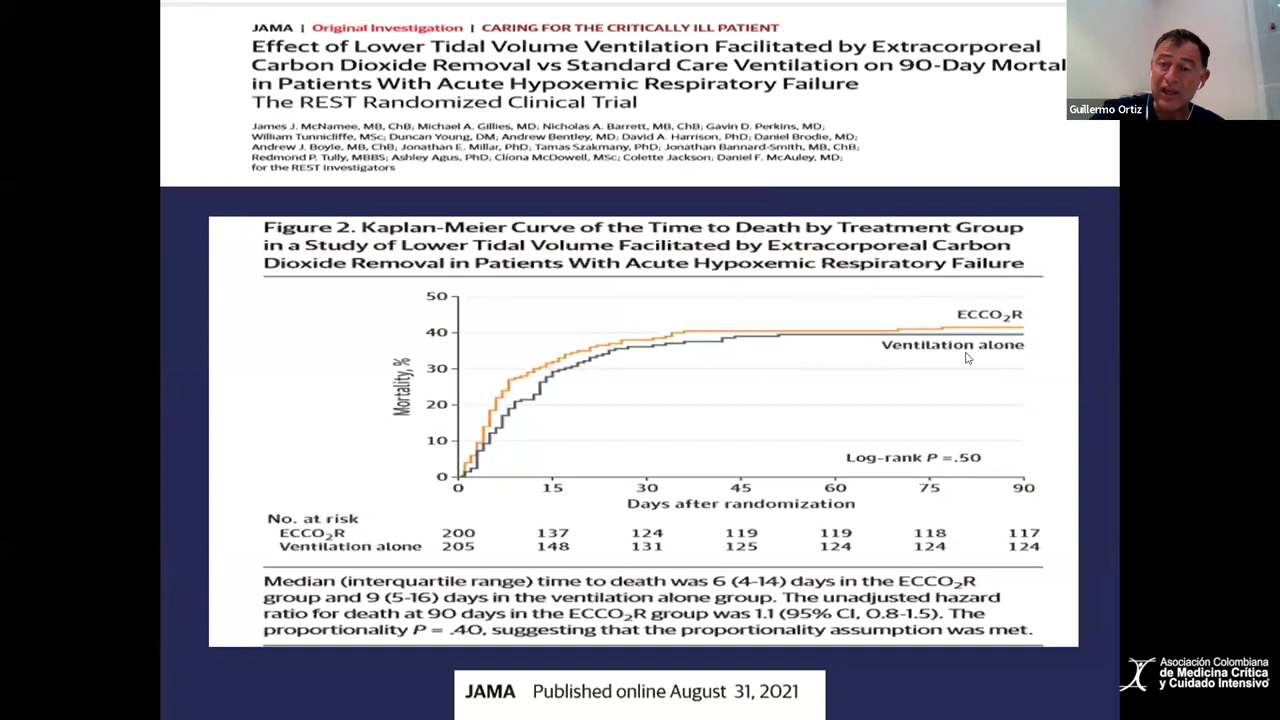 JAMA | Original Investigation | CARING FOR THE CRITICALLY ILL PATIENT
Effect of Lower Tidal Volume Ventilation Facilitated by Extracorporeal
Carbon Dioxide Removal vs Standard Care Ventilation on 90-Day Mortal
in Patients With Acute Hypoxemic Respiratory Failure
The REST Randomized Clinical Trial
James J. McNamee, MB, ChB; Michael A. Gillies, MD; Nicholas A. Barrett, MB, ChB; Gavin D. Perkins, MD;
William Tunnicliffe, MSc; Duncan Young, DM; Andrew Bentley, MD; David A. Harrison, PhD; Daniel Brodie, MD;
Andrew J. Boyle, MB, ChB; Jonathan E. Millar, PhD; Tamas Szakmany, PhD; Jonathan Bannard-Smith, MB, ChB;
Redmond P. Tully, MBBS; Ashley Agus, PhD; Clíona McDowell, MSc; Colette Jackson; Daniel F. McAuley, MD;
for the REST Investigators
Guillermo Ortiz
Figure 2. Kaplan-Meier Curve of the Time to Death by Treatment Group
in a Study of Lower Tidal Volume Facilitated by Extracorporeal Carbon
Dioxide Removal in Patients With Acute Hypoxemic Respiratory Failure
50
40
30
20
10
0
Mortality, %
ECCO₂R
Ventilation alone
Log-rank P =.50
0 15 30 45 60 75 90
Days after randomization
No. at risk
ECCO₂R 200 137 124 119 119 118 117
Ventilation alone 205 148 131 125 124 124 124
Median (interquartile range) time to death was 6 (4-14) days in the ECCO₂R
group and 9 (5-16) days in the ventilation alone group. The unadjusted hazard
ratio for death at 90 days in the ECCO₂R group was 1.1 (95% CI, 0.8-1.5). The
proportionality P = .40, suggesting that the proportionality assumption was met.
JAMA Published online August 31, 2021
Asociación Colombiana
de Medicina Crítica
y Cuidado Intensivo